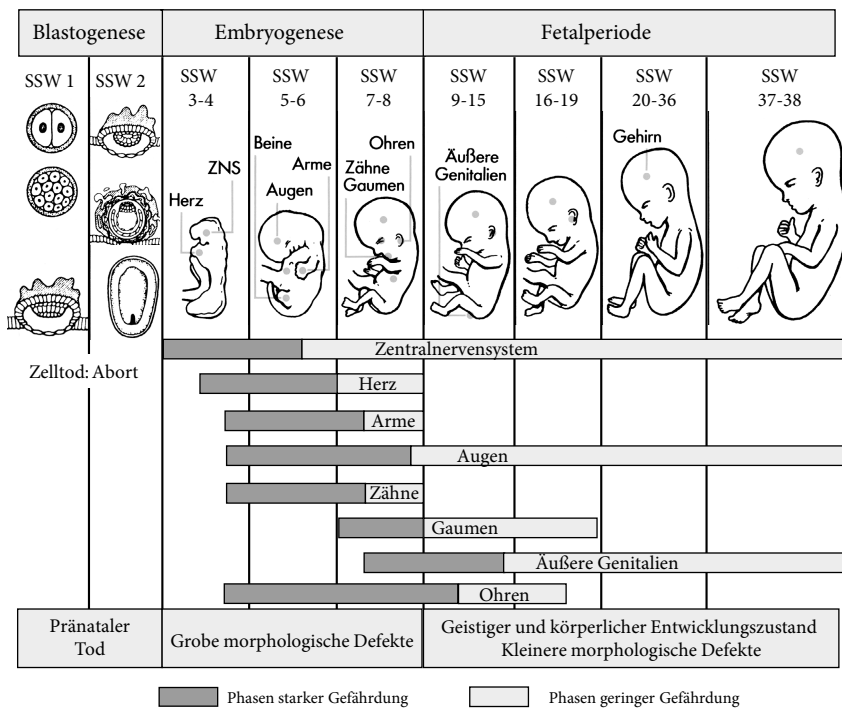 Blastogenese
Embryogenese
Fetalperiode
SSW 1
SSW 2
SSW
3-4
SSW
5-6
SSW
7-8
SSW
9-15
SSW
16-19
SSW
20-36
SSW
37-38
Herz
ZNS
Beine
Augen
Arme
Ohren
Zähne
Gaumen
Äußere
Genitalien
Gehirn
Zelltod: Abort
Zentralnervensystem
Herz
Arme
Augen
Zähne
Gaumen
Äußere Genitalien
Ohren
Pränataler
Tod
Grobe morphologische Defekte
Geistiger und körperlicher Entwicklungszustand
Kleinere morphologische Defekte
Phasen starker Gefährdung
Phasen geringer Gefährdung